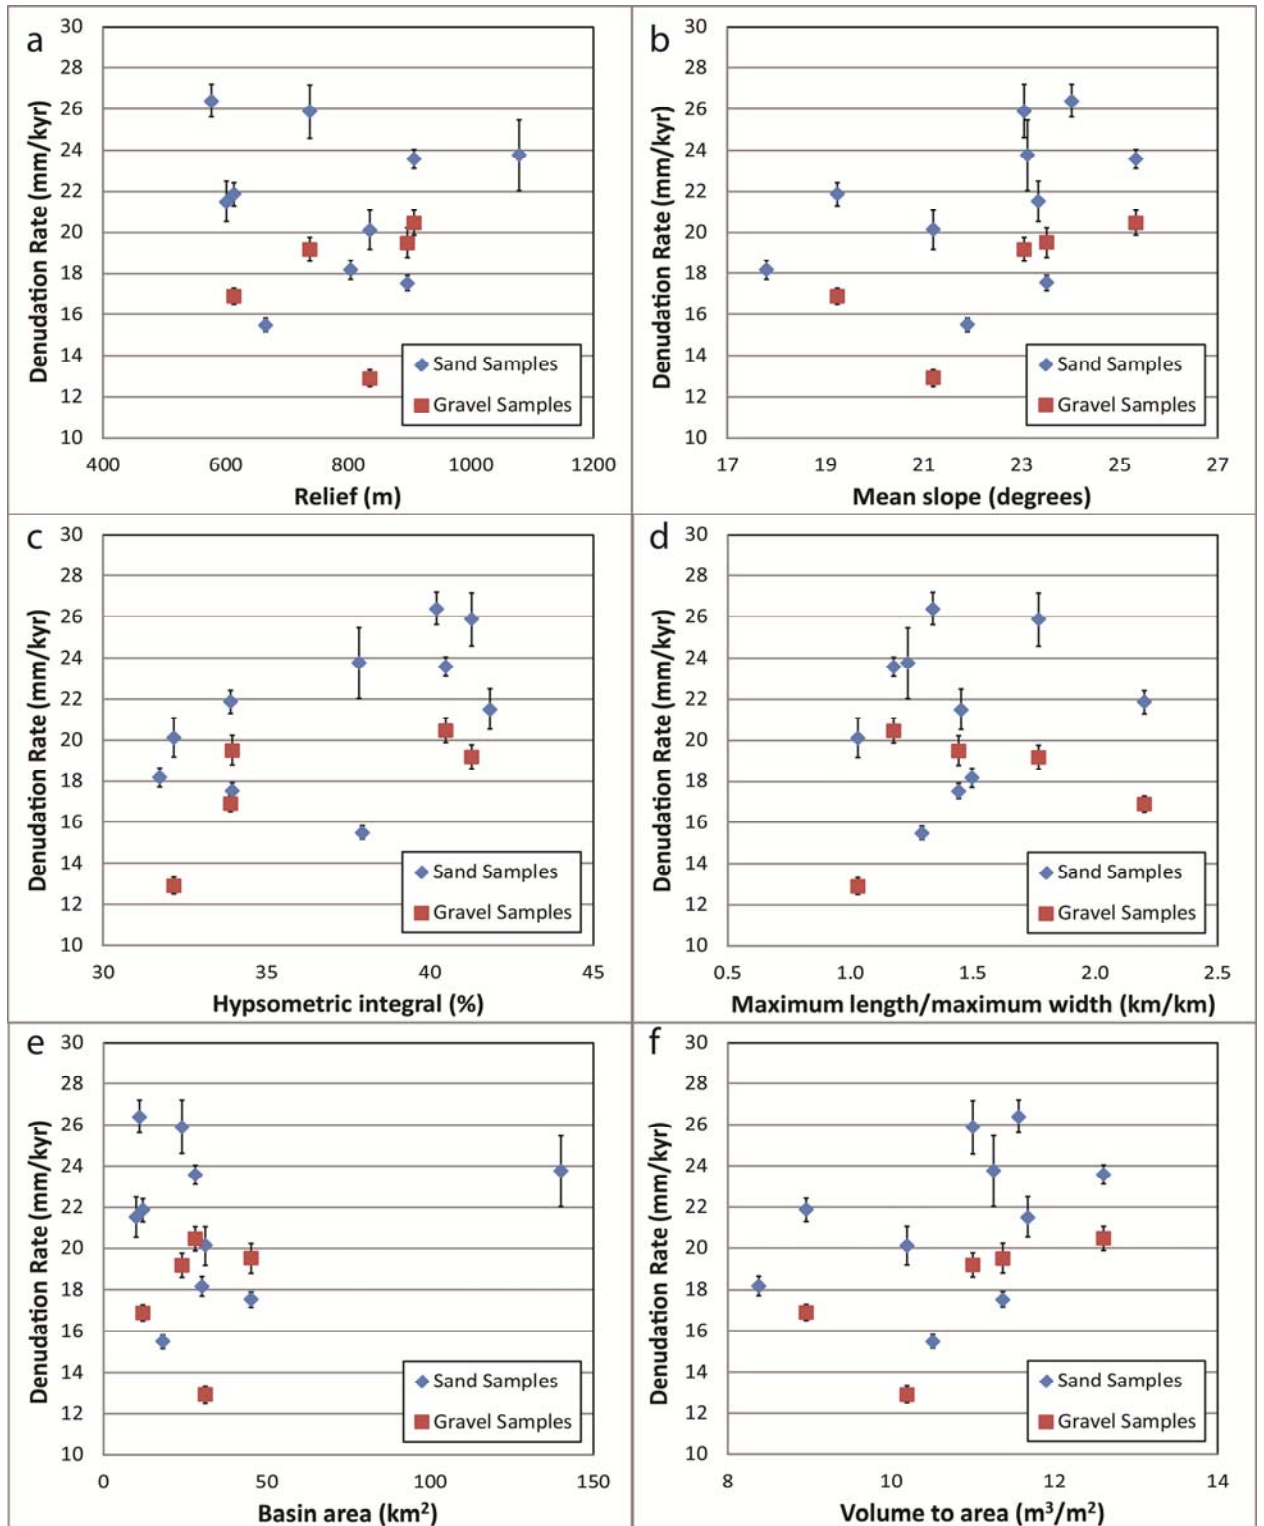 a
30
28
26
24
22
20
18
16
14
12
10
Denudation Rate (mm/kyr)
Sand Samples
Gravel Samples
400 600 800 1000 1200
Relief (m)
b
30
28
26
24
22
20
18
16
14
12
10
Denudation Rate (mm/kyr)
Sand Samples
Gravel Samples
17 19 21 23 25 27
Mean slope (degrees)
c
30
28
26
24
22
20
18
16
14
12
10
Denudation Rate (mm/kyr)
Sand Samples
Gravel Samples
30 35 40 45
Hypsometric integral (%)
d
30
28
26
24
22
20
18
16
14
12
10
Denudation Rate (mm/kyr)
Sand Samples
Gravel Samples
0.5 1.0 1.5 2.0 2.5
Maximum length/maximum width (km/km)
e
30
28
26
24
22
20
18
16
14
12
10
Denudation Rate (mm/kyr)
Sand Samples
Gravel Samples
0 50 100 150
Basin area (km²)
f
30
28
26
24
22
20
18
16
14
12
10
Denudation Rate (mm/kyr)
Sand Samples
Gravel Samples
8 10 12 14
Volume to area (m³/m²)